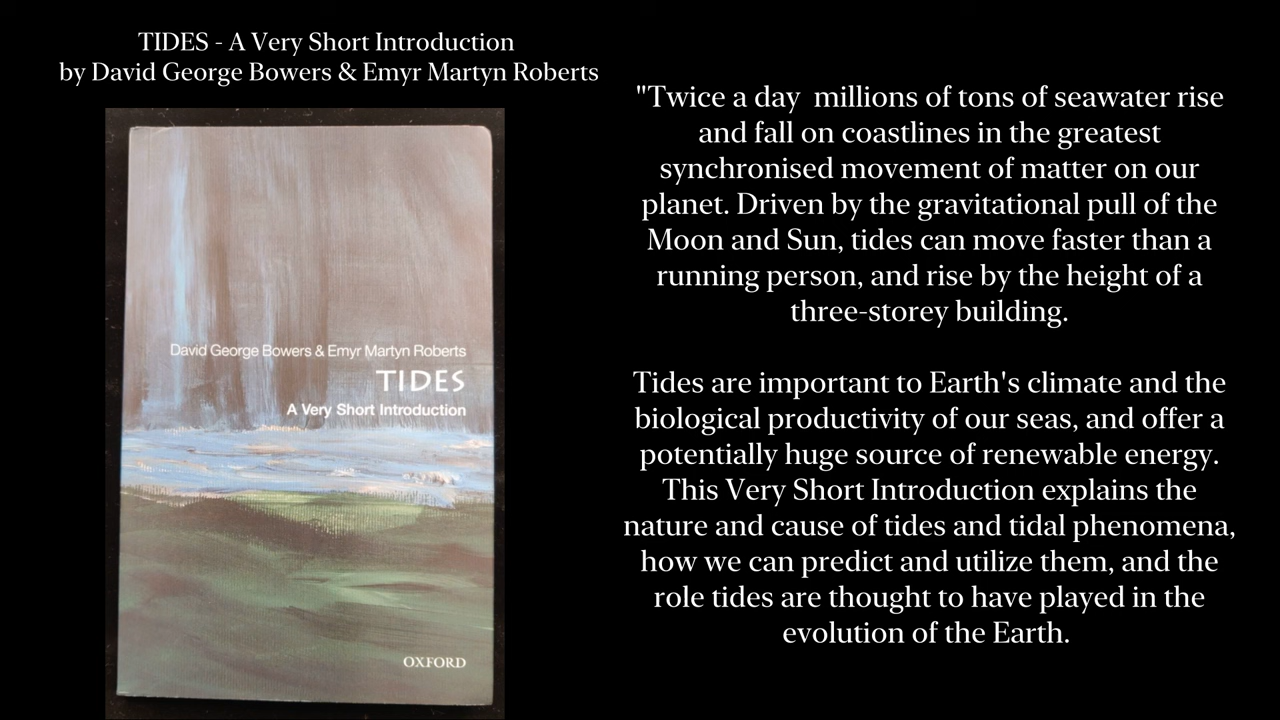 TIDES - A Very Short Introduction
by David George Bowers & Emyr Martyn Roberts
David George Bowers & Emyr Martyn Roberts
TIDES
A Very Short Introduction
OXFORD
"Twice a day  millions of tons of seawater rise
and fall on coastlines in the greatest
synchronised movement of matter on our
planet. Driven by the gravitational pull of the
Moon and Sun, tides can move faster than a
running person, and rise by the height of a
three-storey building.
Tides are important to Earth's climate and the
biological productivity of our seas, and offer a
potentially huge source of renewable energy.
This Very Short Introduction explains the
nature and cause of tides and tidal phenomena,
how we can predict and utilize them, and the
role tides are thought to have played in the
evolution of the Earth.